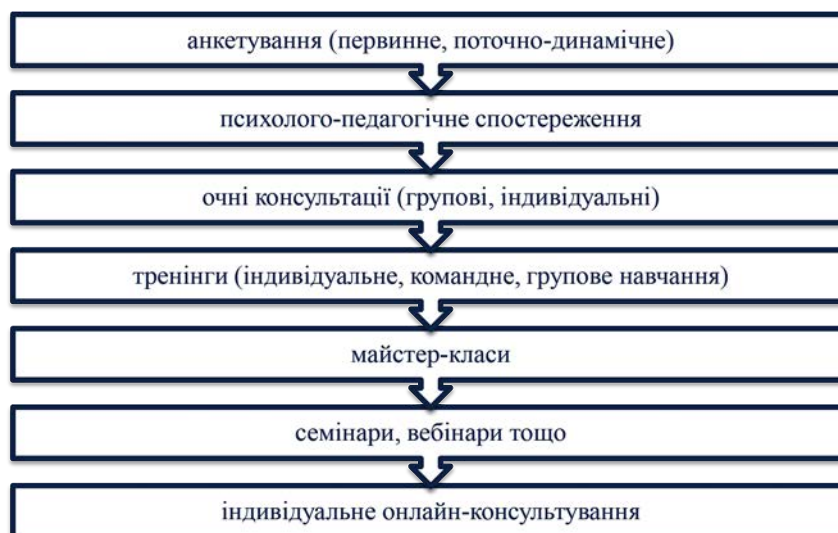 анкетування (первинне, поточно-динамічне)
психолого-педагогічне спостереження
очні консультації (групові, індивідуальні)
тренінги (індивідуальне, командне, групове навчання)
майстер-класи
семінари, вебінари тощо
індивідуальне онлайн-консультування